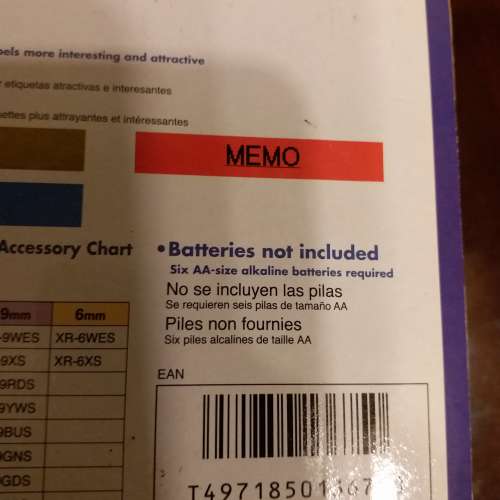 more interesting and attractive
etiquetas atractivas e interesantes
plus attrayantes et intéressantes
MEMO
Accessory Chart
• Batteries not included
Six AA-size alkaline batteries required
No se incluyen las pilas
Se requieren seis pilas de tamaño AA
Piles non fournies
Six piles alcalines de taille AA
9mm 6mm
-9WES XR-6WES
-9XS XR-6XS
9RDS
9YWS
9BUS
9GNS
9GDS
EAN